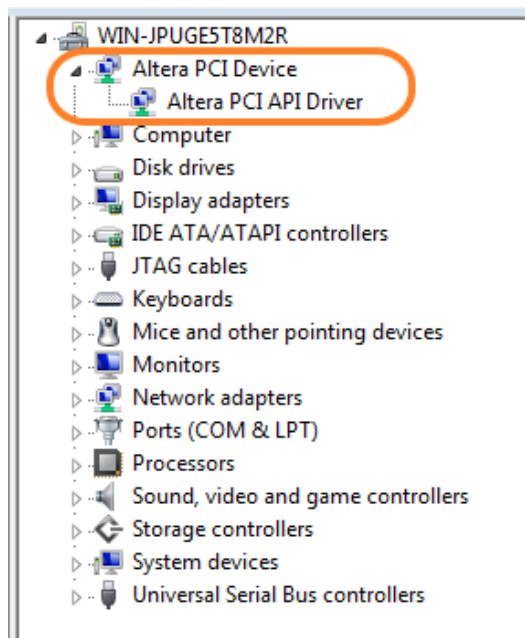 WIN-JPUGE5T8M2R
Altera PCI Device
Altera PCI API Driver
Computer
Disk drives
Display adapters
IDE ATA/ATAPI controllers
JTAG cables
Keyboards
Mice and other pointing devices
Monitors
Network adapters
Ports (COM & LPT)
Processors
Sound, video and game controllers
Storage controllers
System devices
Universal Serial Bus controllers